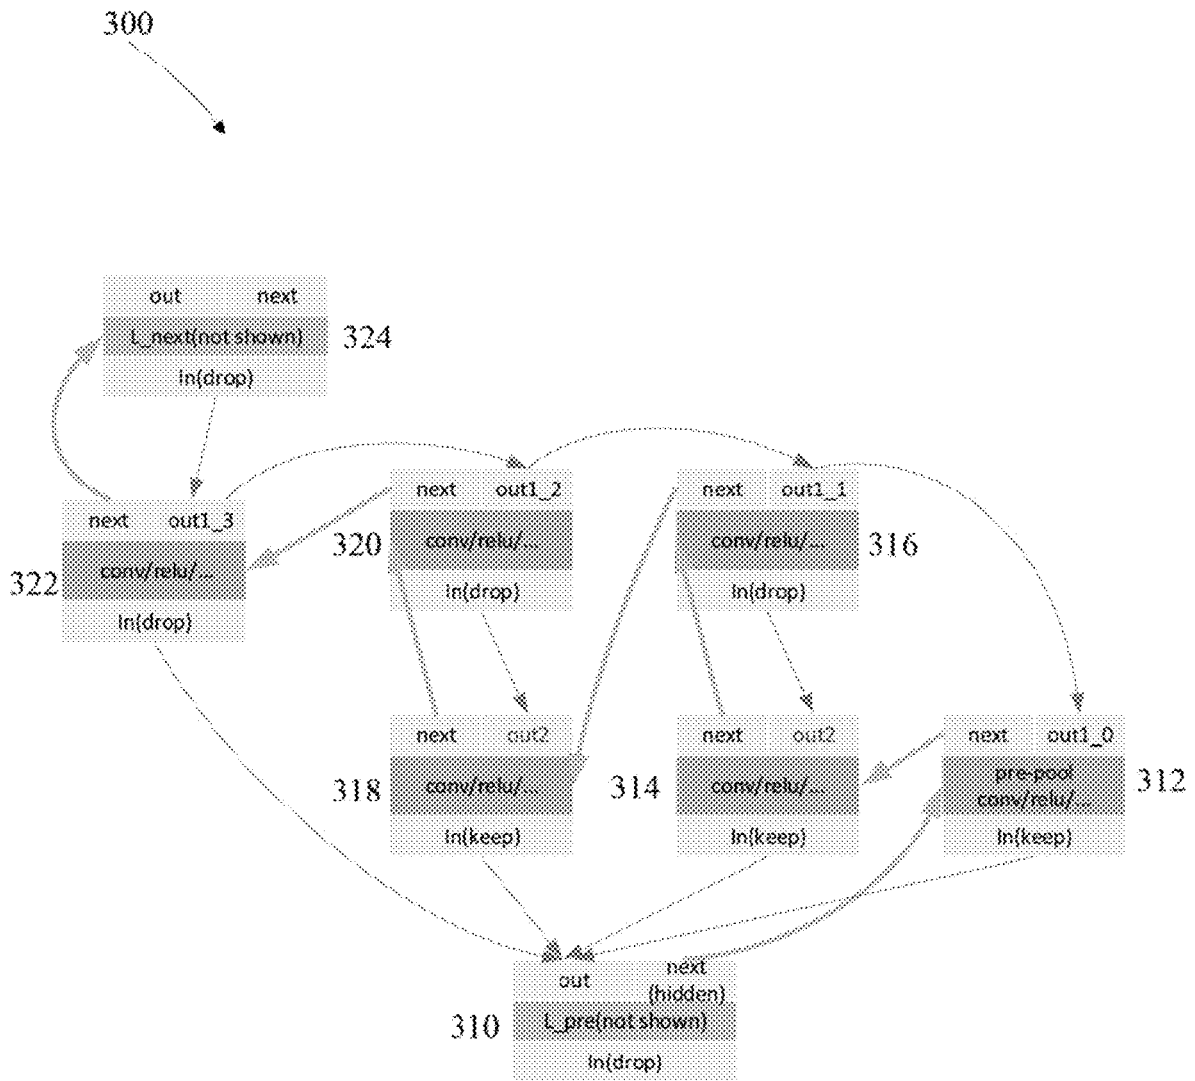 300
out next
L_next(not shown)
324
In(drop)
next out1_3
conv/relu/...
322
In(drop)
next out1_2
320
conv/relu/...
In(drop)
next out1_1
conv/relu/...
316
In(drop)
next out2
318
conv/relu/...
In(keep)
next out2
314
conv/relu/...
In(keep)
next out1_0
pre-pool
conv/relu/...
312
In(keep)
out next
(hidden)
310
L_pre(not shown)
In(drop)